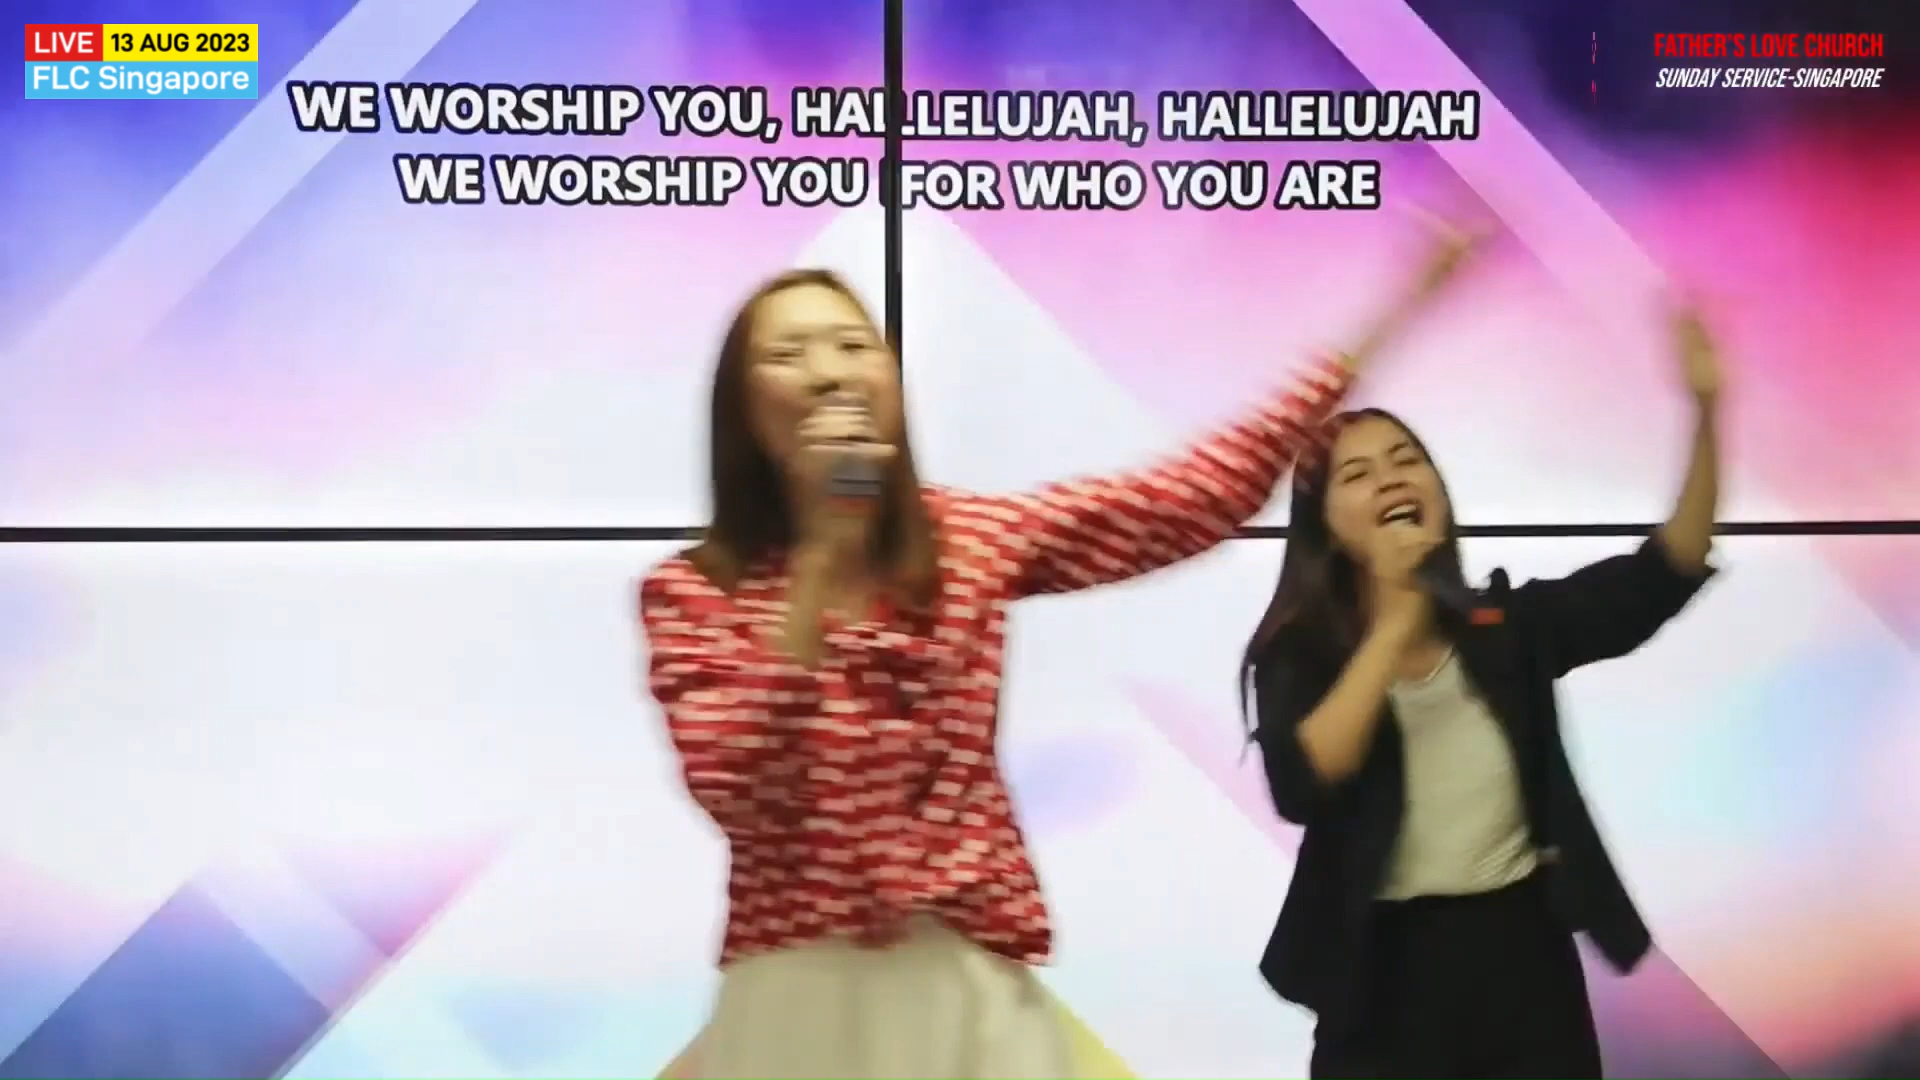 LIVE 13 AUG 2023
FLC Singapore
FATHER'S LOVE CHURCH
SUNDAY SERVICE-SINGAPORE
WE WORSHIP YOU, HALLELUJAH, HALLELUJAH
WE WORSHIP YOU FOR WHO YOU ARE